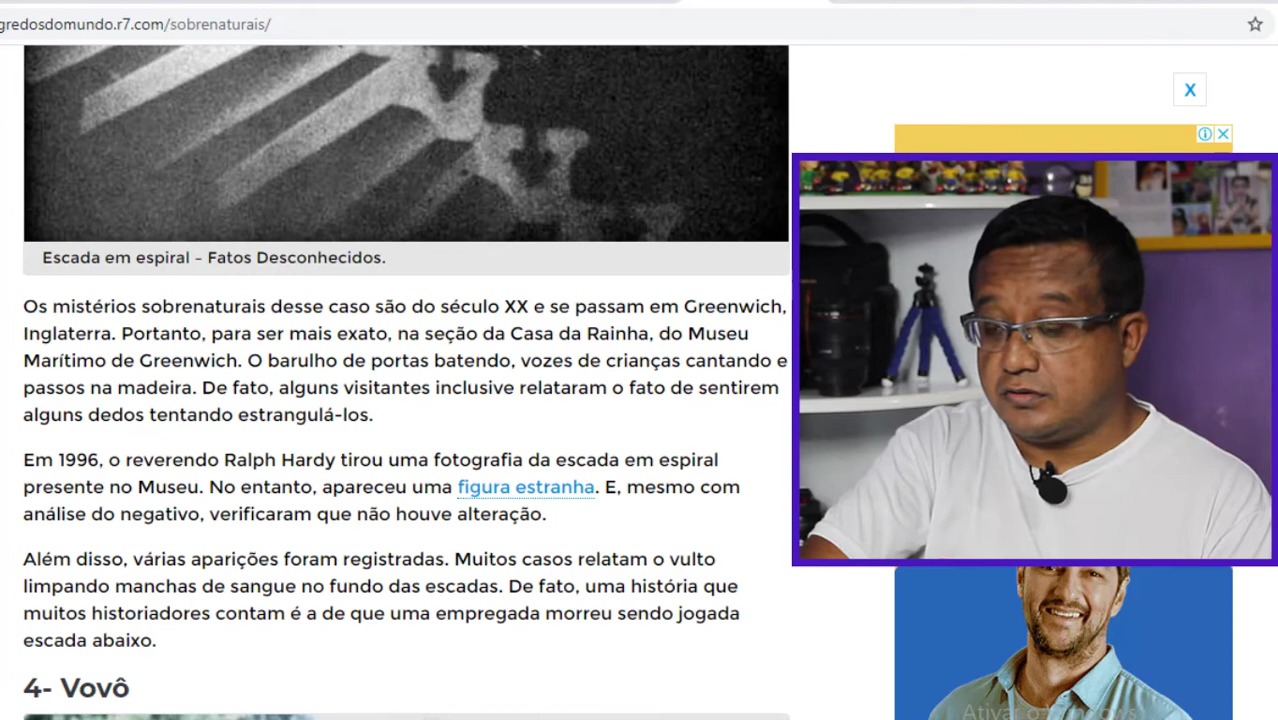 gredosdomundo.r7.com/sobrenaturais/
X
Escada em espiral - Fatos Desconhecidos.
Os mistérios sobrenaturais desse caso são do século XX e se passam em Greenwich,
Inglaterra. Portanto, para ser mais exato, na seção da Casa da Rainha, do Museu
Marítimo de Greenwich. O barulho de portas batendo, vozes de crianças cantando e
passos na madeira. De fato, alguns visitantes inclusive relataram o fato de sentirem
alguns dedos tentando estrangulá-los.
Em 1996, o reverendo Ralph Hardy tirou uma fotografia da escada em espiral
presente no Museu. No entanto, apareceu uma figura estranha. E, mesmo com
análise do negativo, verificaram que não houve alteração.
Além disso, várias aparições foram registradas. Muitos casos relatam o vulto
limpando manchas de sangue no fundo das escadas. De fato, uma história que
muitos historiadores contam é a de que uma empregada morreu sendo jogada
escada abaixo.
4- Vovô
Ativar o Windows